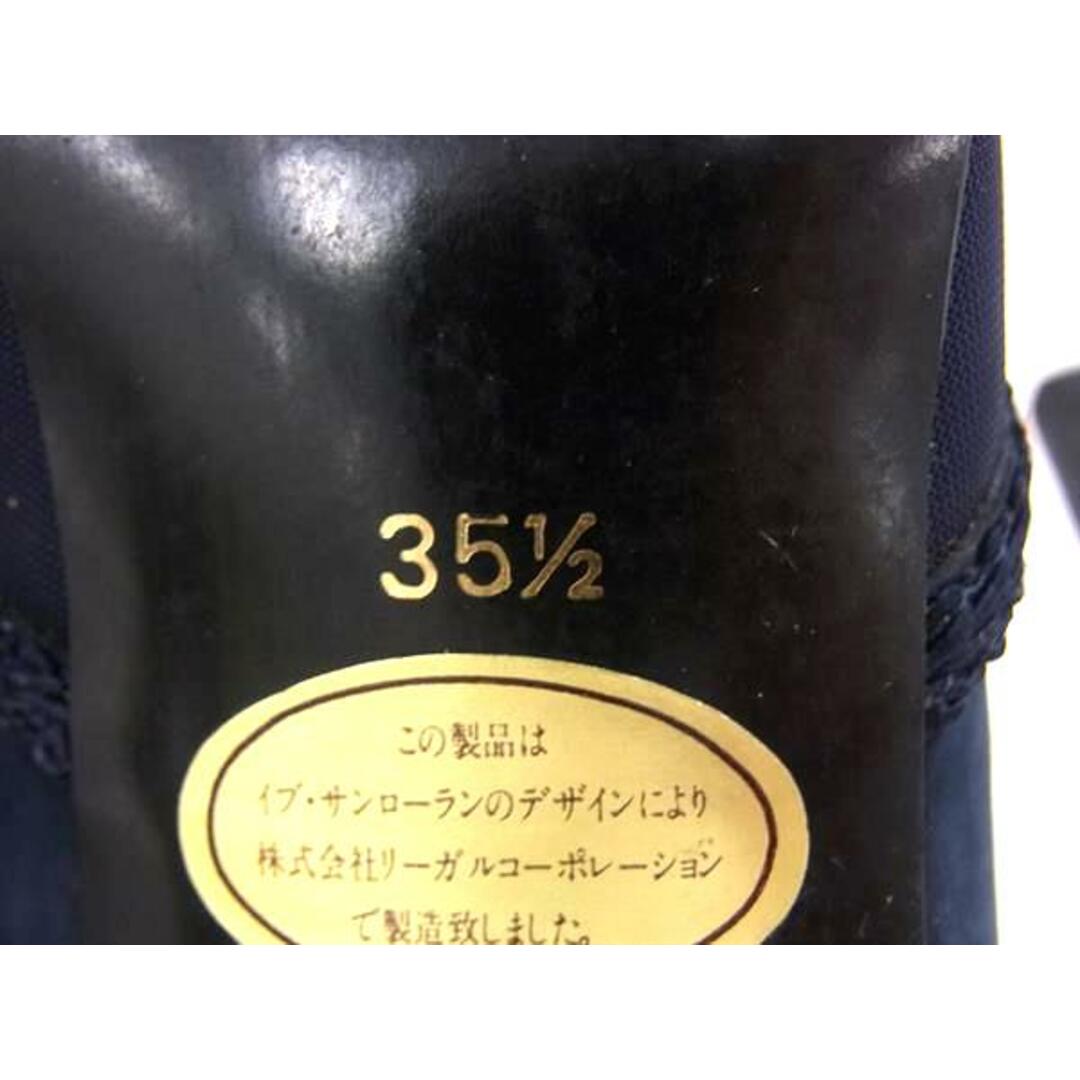 35½
この製品は
イブ・サンローランのデザインにより
株式会社リーガルコーポレーション
で製造致しました。